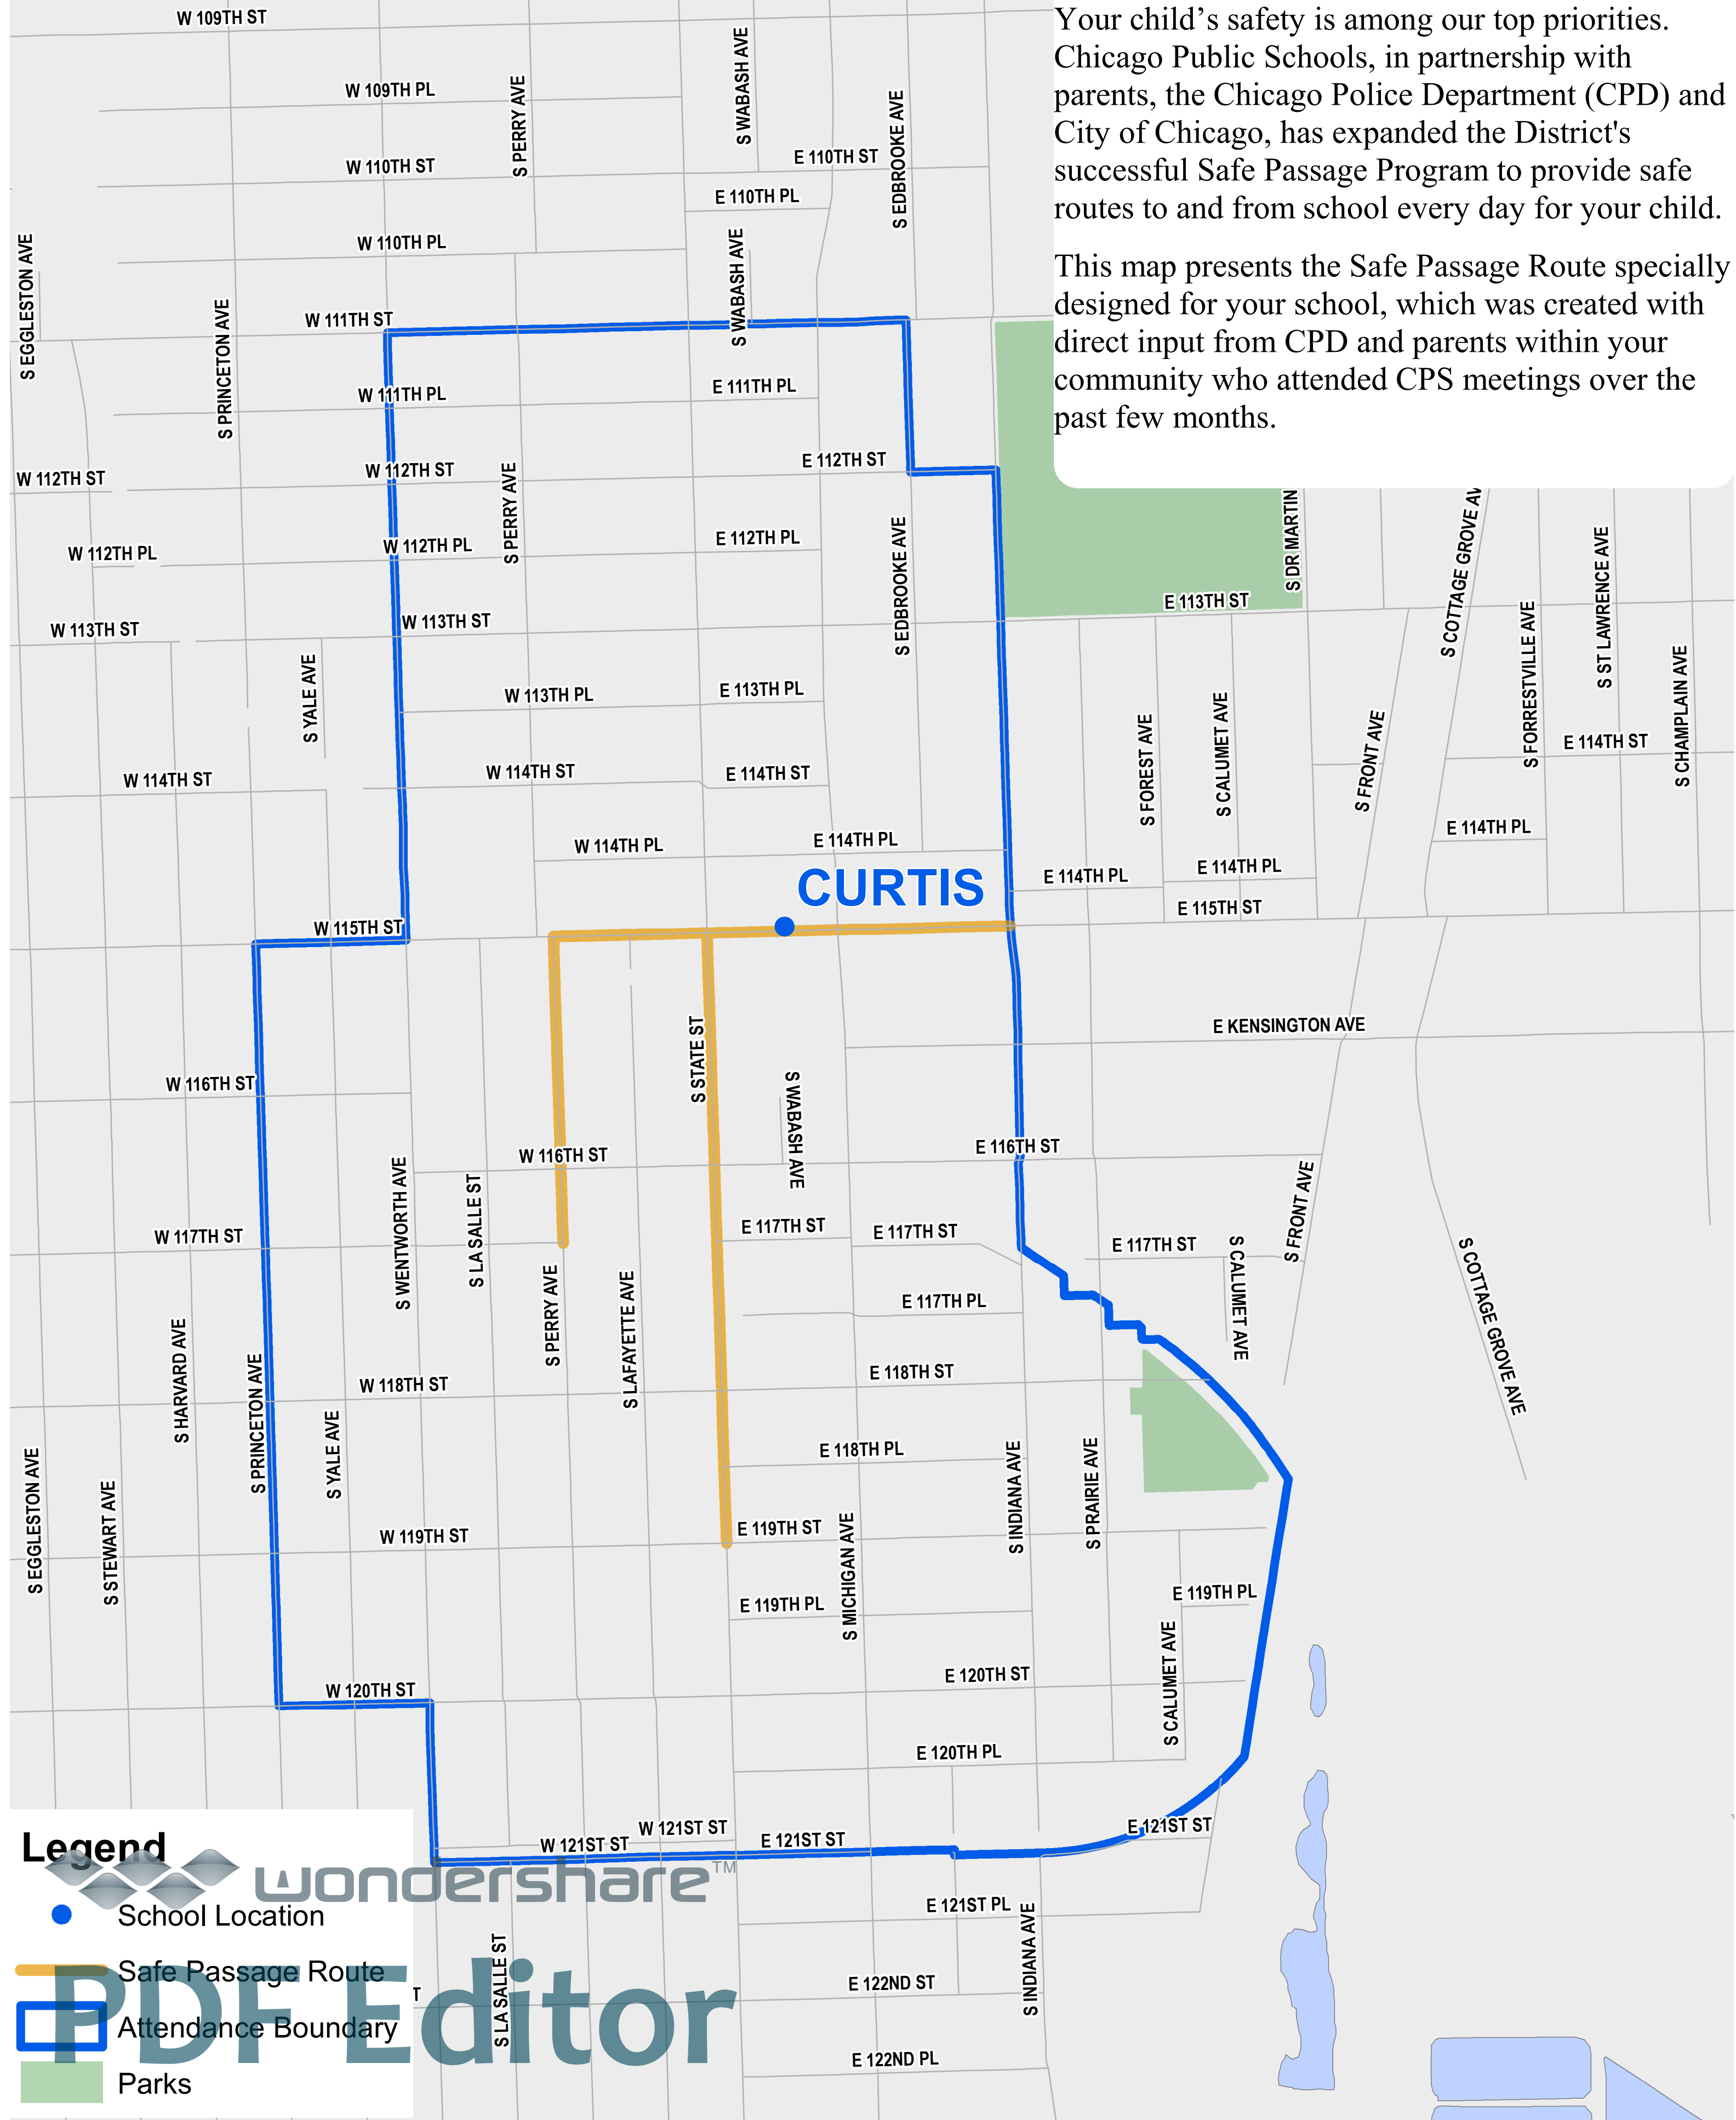 Your child’s safety is among our top priorities.
Chicago Public Schools, in partnership with
parents, the Chicago Police Department (CPD) and
City of Chicago, has expanded the District's
successful Safe Passage Program to provide safe
routes to and from school every day for your child.
This map presents the Safe Passage Route specially
designed for your school, which was created with
direct input from CPD and parents within your
community who attended CPS meetings over the
past few months.
W 109TH ST
S WABASH AVE
W 109TH PL
S PERRY AVE
S EDBROOKE AVE
E 110TH ST
W 110TH ST
E 110TH PL
W 110TH PL
S WABASH AVE
S EGGLESTON AVE
S PRINCETON AVE
W 111TH ST
E 111TH PL
W 111TH PL
E 112TH ST
W 112TH ST
W 112TH ST
S PERRY AVE
S EDBROOKE AVE
S DR MARTIN
S COTTAGE GROVE AV
S ST LAWRENCE AVE
E 112TH PL
W 112TH PL
W 112TH PL
E 113TH ST
W 113TH ST
W 113TH ST
S FORRESTVILLE AVE
S CHAMPLAIN AVE
S YALE AVE
W 113TH PL
E 113TH PL
S FOREST AVE
S CALUMET AVE
S FRONT AVE
E 114TH ST
W 114TH ST
W 114TH ST
E 114TH ST
E 114TH PL
W 114TH PL
E 114TH PL
E 114TH PL
E 114TH PL
CURTIS
E 115TH ST
W 115TH ST
E KENSINGTON AVE
S STATE ST
W 116TH ST
S WABASH AVE
E 116TH ST
W 116TH ST
S WENTWORTH AVE
S LA SALLE ST
S FRONT AVE
E 117TH ST
E 117TH ST
W 117TH ST
E 117TH ST
S CALUMET AVE
S COTTAGE GROVE AVE
S PERRY AVE
S LAFAYETTE AVE
E 117TH PL
S HARVARD AVE
S PRINCETON AVE
E 118TH ST
W 118TH ST
S YALE AVE
E 118TH PL
S INDIANA AVE
S PRAIRIE AVE
S EGGLESTON AVE
S STEWART AVE
E 119TH ST
W 119TH ST
S MICHIGAN AVE
E 119TH PL
E 119TH PL
S CALUMET AVE
E 120TH ST
W 120TH ST
E 120TH PL
E 121ST ST
W 121ST ST
E 121ST ST
W 121ST ST
E 121ST PL
S INDIANA AVE
S LA SALLE ST
E 122ND ST
T
E 122ND PL
Legend
School Location
Safe Passage Route
Attendance Boundary
Parks
wondershare™
PDF Editor